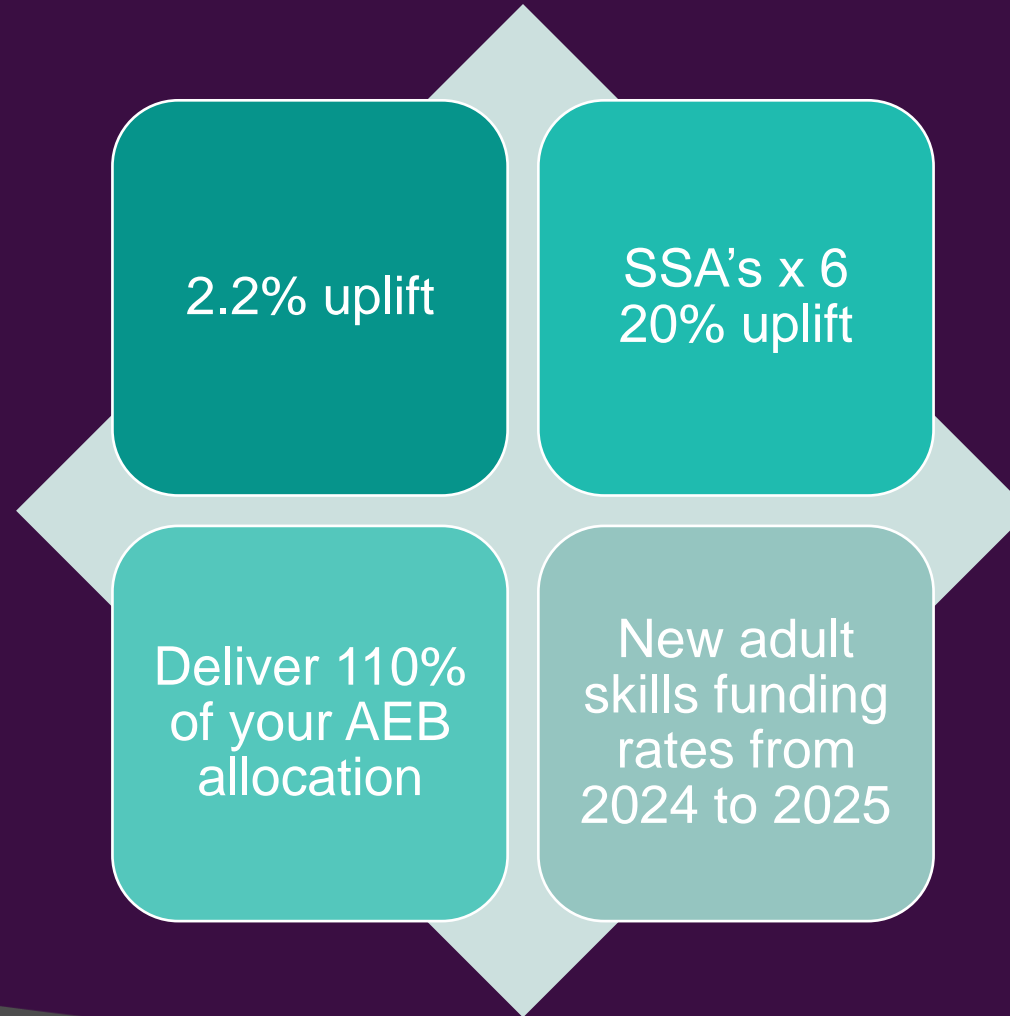 2.2% uplift
SSA’s x 6
20% uplift
Deliver 110%
of your AEB
allocation
New adult
skills funding
rates from
2024 to 2025